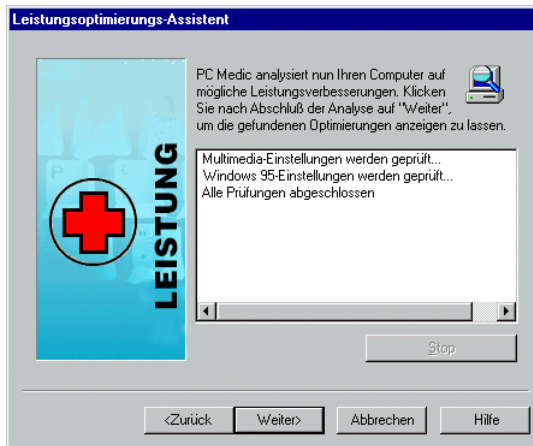 Leistungsoptimierungs-Assistent
PC Medic analysiert nun Ihren Computer auf
mögliche Leistungsverbesserungen. Klicken
Sie nach Abschluß der Analyse auf "Weiter",
um die gefundenen Optimierungen anzeigen zu lassen.
LEISTUNG
Multimedia-Einstellungen werden geprüft...
Windows 95-Einstellungen werden geprüft...
Alle Prüfungen abgeschlossen
Stop
<Zurück Weiter> Abbrechen Hilfe